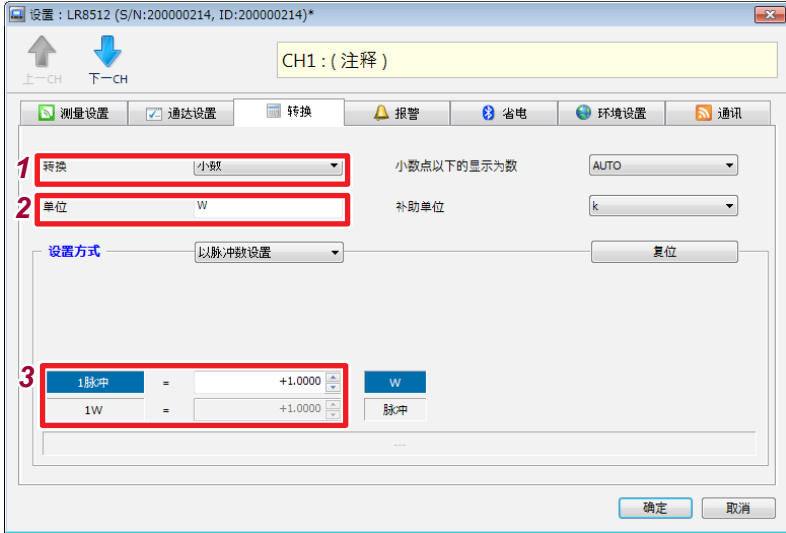 设置 : LR8512 (S/N:200000214, ID:200000214)*
上一CH
下一CH
CH1 : ( 注释 )
测量设置
通达设置
转换
报警
省电
环境设置
通讯
1
转换
小数
小数点以下的显示为数
AUTO
2
单位
W
补助单位
k
设置方式
以脉冲数设置
复位
3
1脉冲 = +1.0000 W
1W = +1.0000 脉冲
---
确定
取消